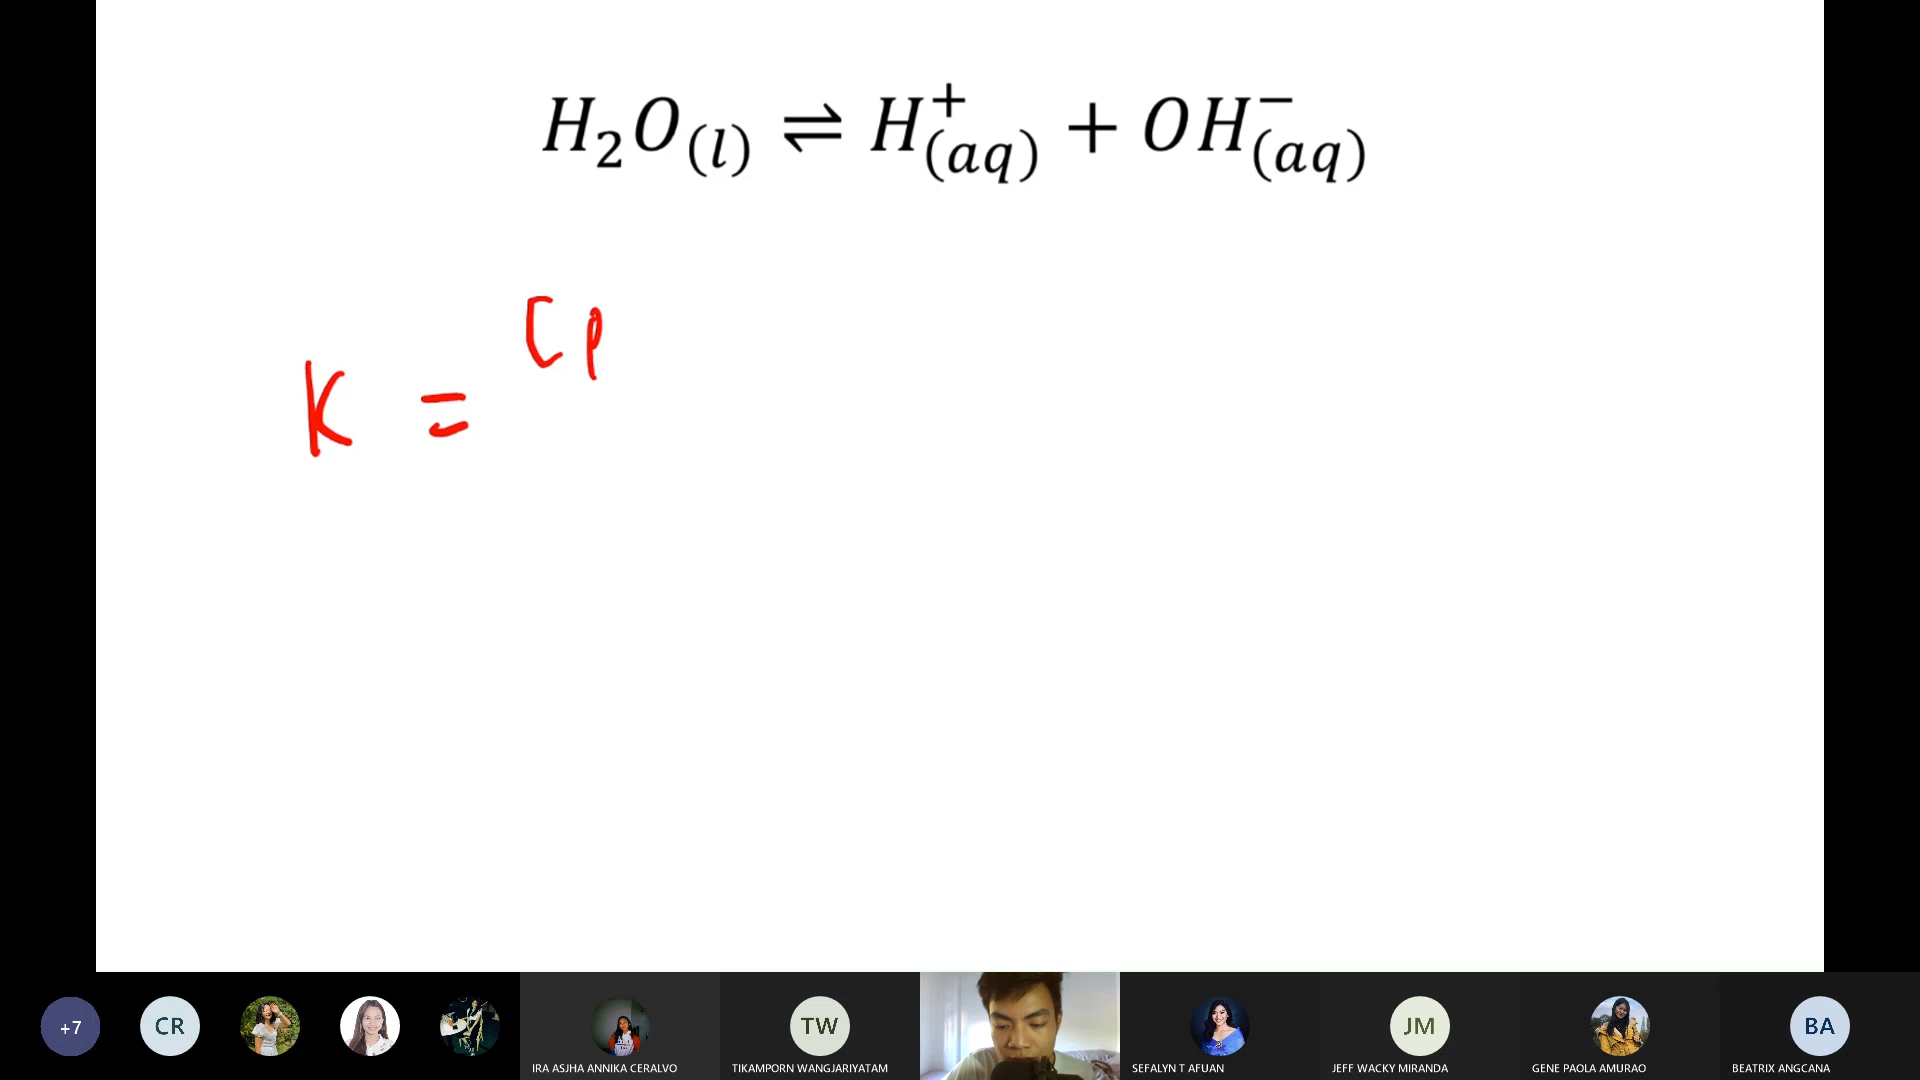 H₂O(l) ⇌ H⁺(aq) + OH⁻(aq)
K = [p
+7 CR TW JM BA
IRA ASJHA ANNIKA CERALVO TIKAMPORN WANGJARIYATAM SEFALYN T AFUAN JEFF WACKY MIRANDA GENE PAOLA AMURAO BEATRIX ANGCANA